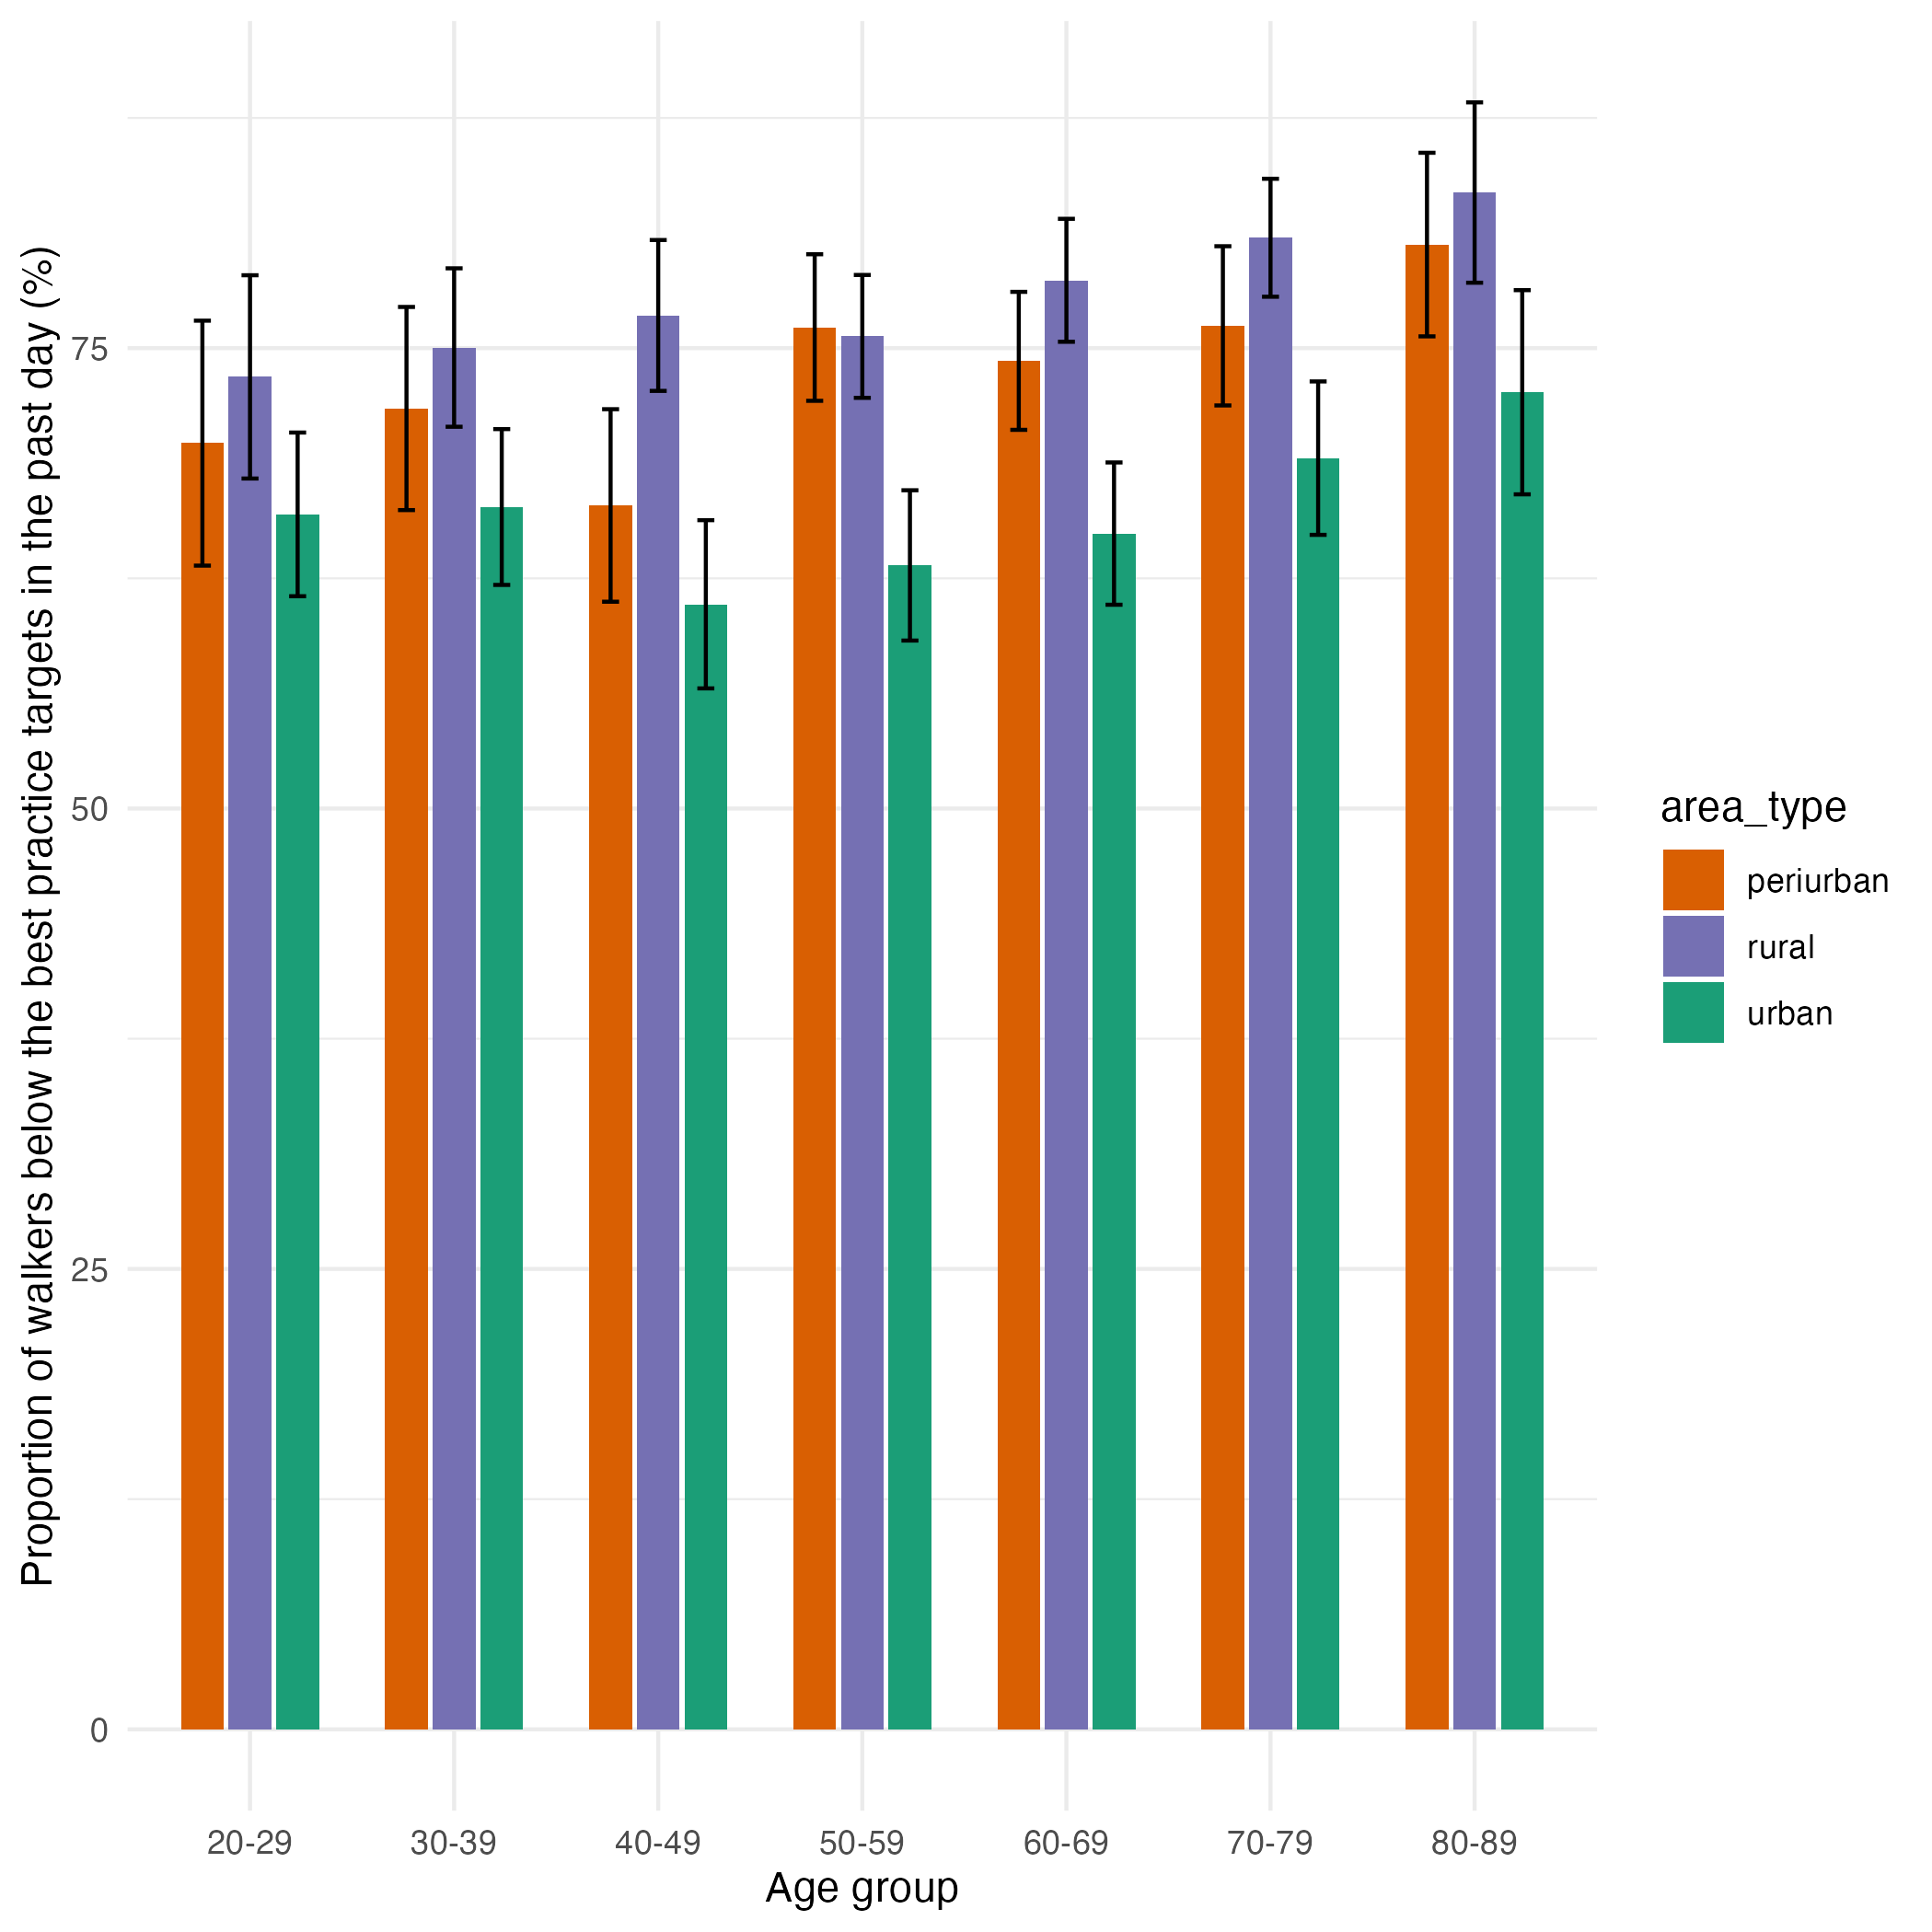 Proportion of walkers below the best practice targets in the past day (%)
75
50
25
0
20-29 30-39 40-49 50-59 60-69 70-79 80-89
Age group
area_type
periurban
rural
urban